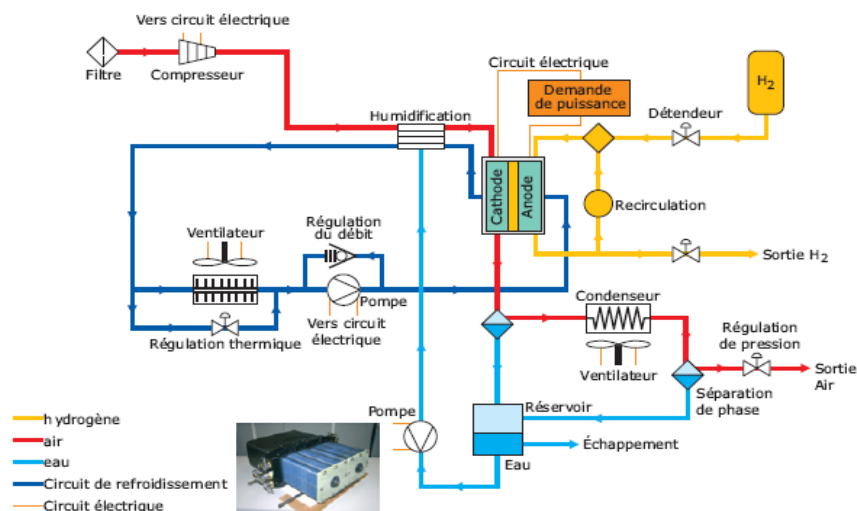 Vers circuit électrique
Filtre
Compresseur
Circuit électrique
Demande
de puissance
H2
Détendeur
Humidification
Cathode
Anode
Recirculation
Sortie H2
Ventilateur
Régulation
du débit
Pompe
Régulation thermique
Vers circuit
électrique
Condenseur
Ventilateur
Régulation
de pression
Sortie
Air
Séparation
de phase
Pompe
Réservoir
Échappement
Eau
hydrogène
air
eau
Circuit de refroidissement
Circuit électrique